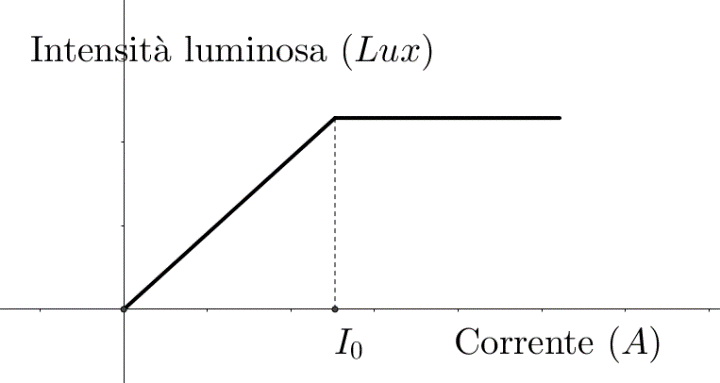 Intensità luminosa (Lux)
I₀
Corrente (A)